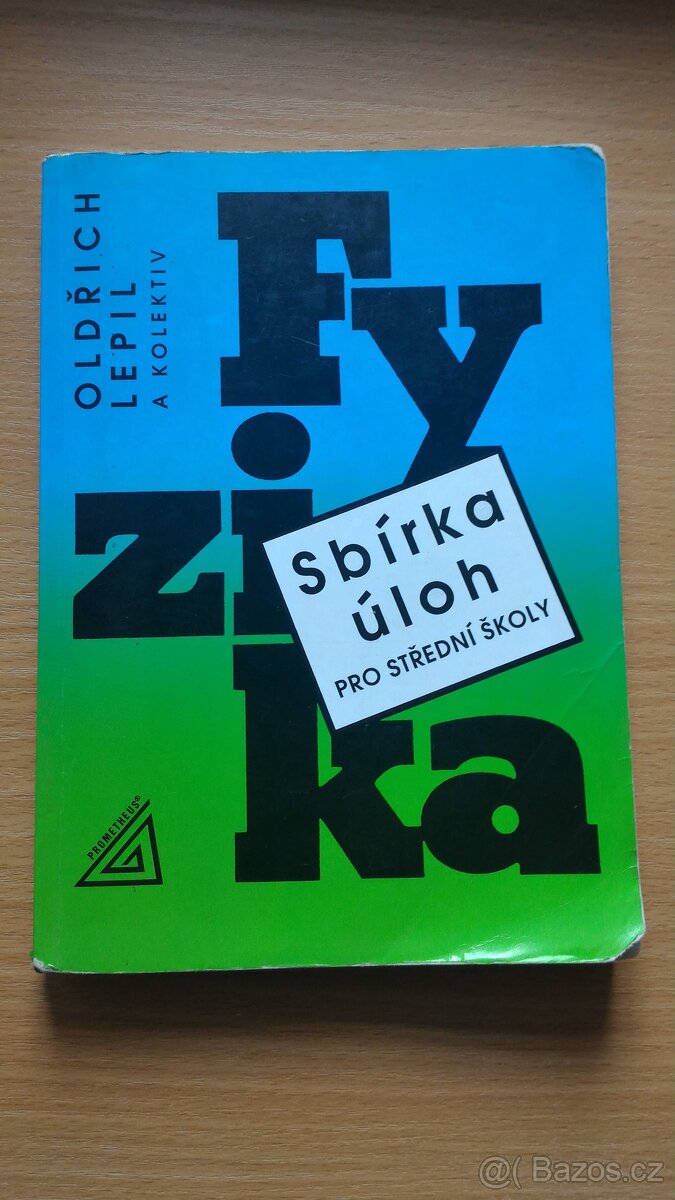 OLDŘICH
LEPIL
A KOLEKTIV
Fy
zi
ka
Sbírka
úloh
PRO STŘEDNÍ ŠKOLY
PROMETHEUS®
@( Bazos.cz